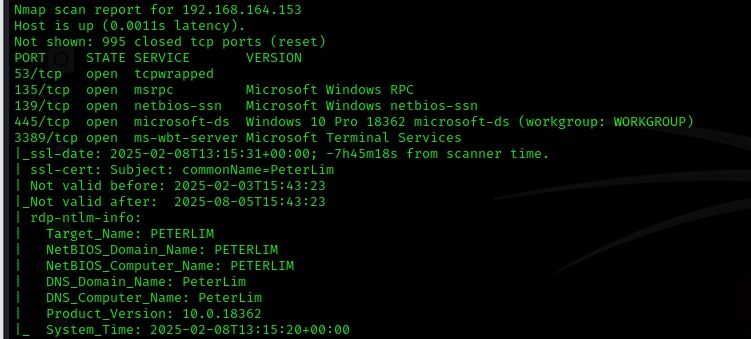 Nmap scan report for 192.168.164.153
Host is up (0.0011s latency).
Not shown: 995 closed tcp ports (reset)
PORT     STATE SERVICE       VERSION
53/tcp   open  tcpwrapped
135/tcp  open  msrpc         Microsoft Windows RPC
139/tcp  open  netbios-ssn   Microsoft Windows netbios-ssn
445/tcp  open  microsoft-ds  Windows 10 Pro 18362 microsoft-ds (workgroup: WORKGROUP)
3389/tcp open  ms-wbt-server Microsoft Terminal Services
|_ssl-date: 2025-02-08T13:15:31+00:00; -7h45m18s from scanner time.
| ssl-cert: Subject: commonName=PeterLim
| Not valid before: 2025-02-03T15:43:23
|_Not valid after:  2025-08-05T15:43:23
| rdp-ntlm-info:
|   Target_Name: PETERLIM
|   NetBIOS_Domain_Name: PETERLIM
|   NetBIOS_Computer_Name: PETERLIM
|   DNS_Domain_Name: PeterLim
|   DNS_Computer_Name: PeterLim
|   Product_Version: 10.0.18362
|_  System_Time: 2025-02-08T13:15:20+00:00